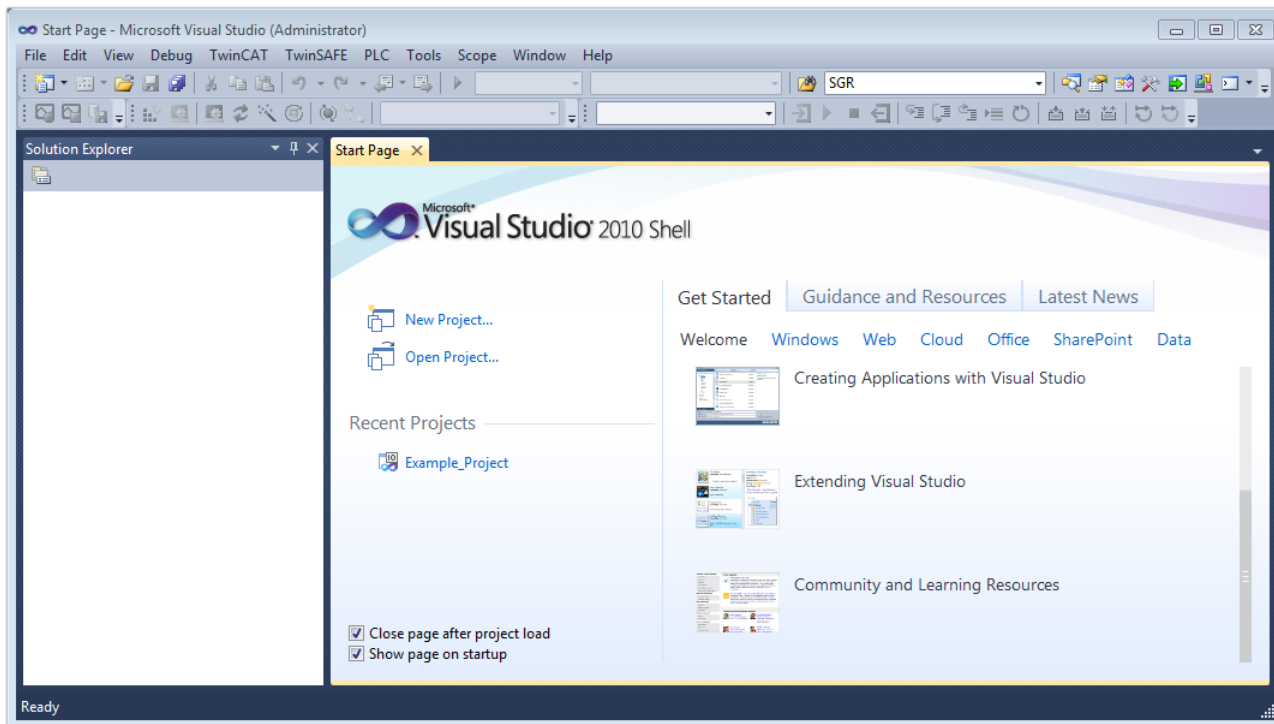 Start Page - Microsoft Visual Studio (Administrator)
File Edit View Debug TwinCAT TwinSAFE PLC Tools Scope Window Help
SGR
Solution Explorer
Start Page
Microsoft
Visual Studio 2010 Shell
Get Started Guidance and Resources Latest News
New Project...
Open Project...
Welcome Windows Web Cloud Office SharePoint Data
Creating Applications with Visual Studio
Recent Projects
Example_Project
Extending Visual Studio
Community and Learning Resources
Close page after project load
Show page on startup
Ready